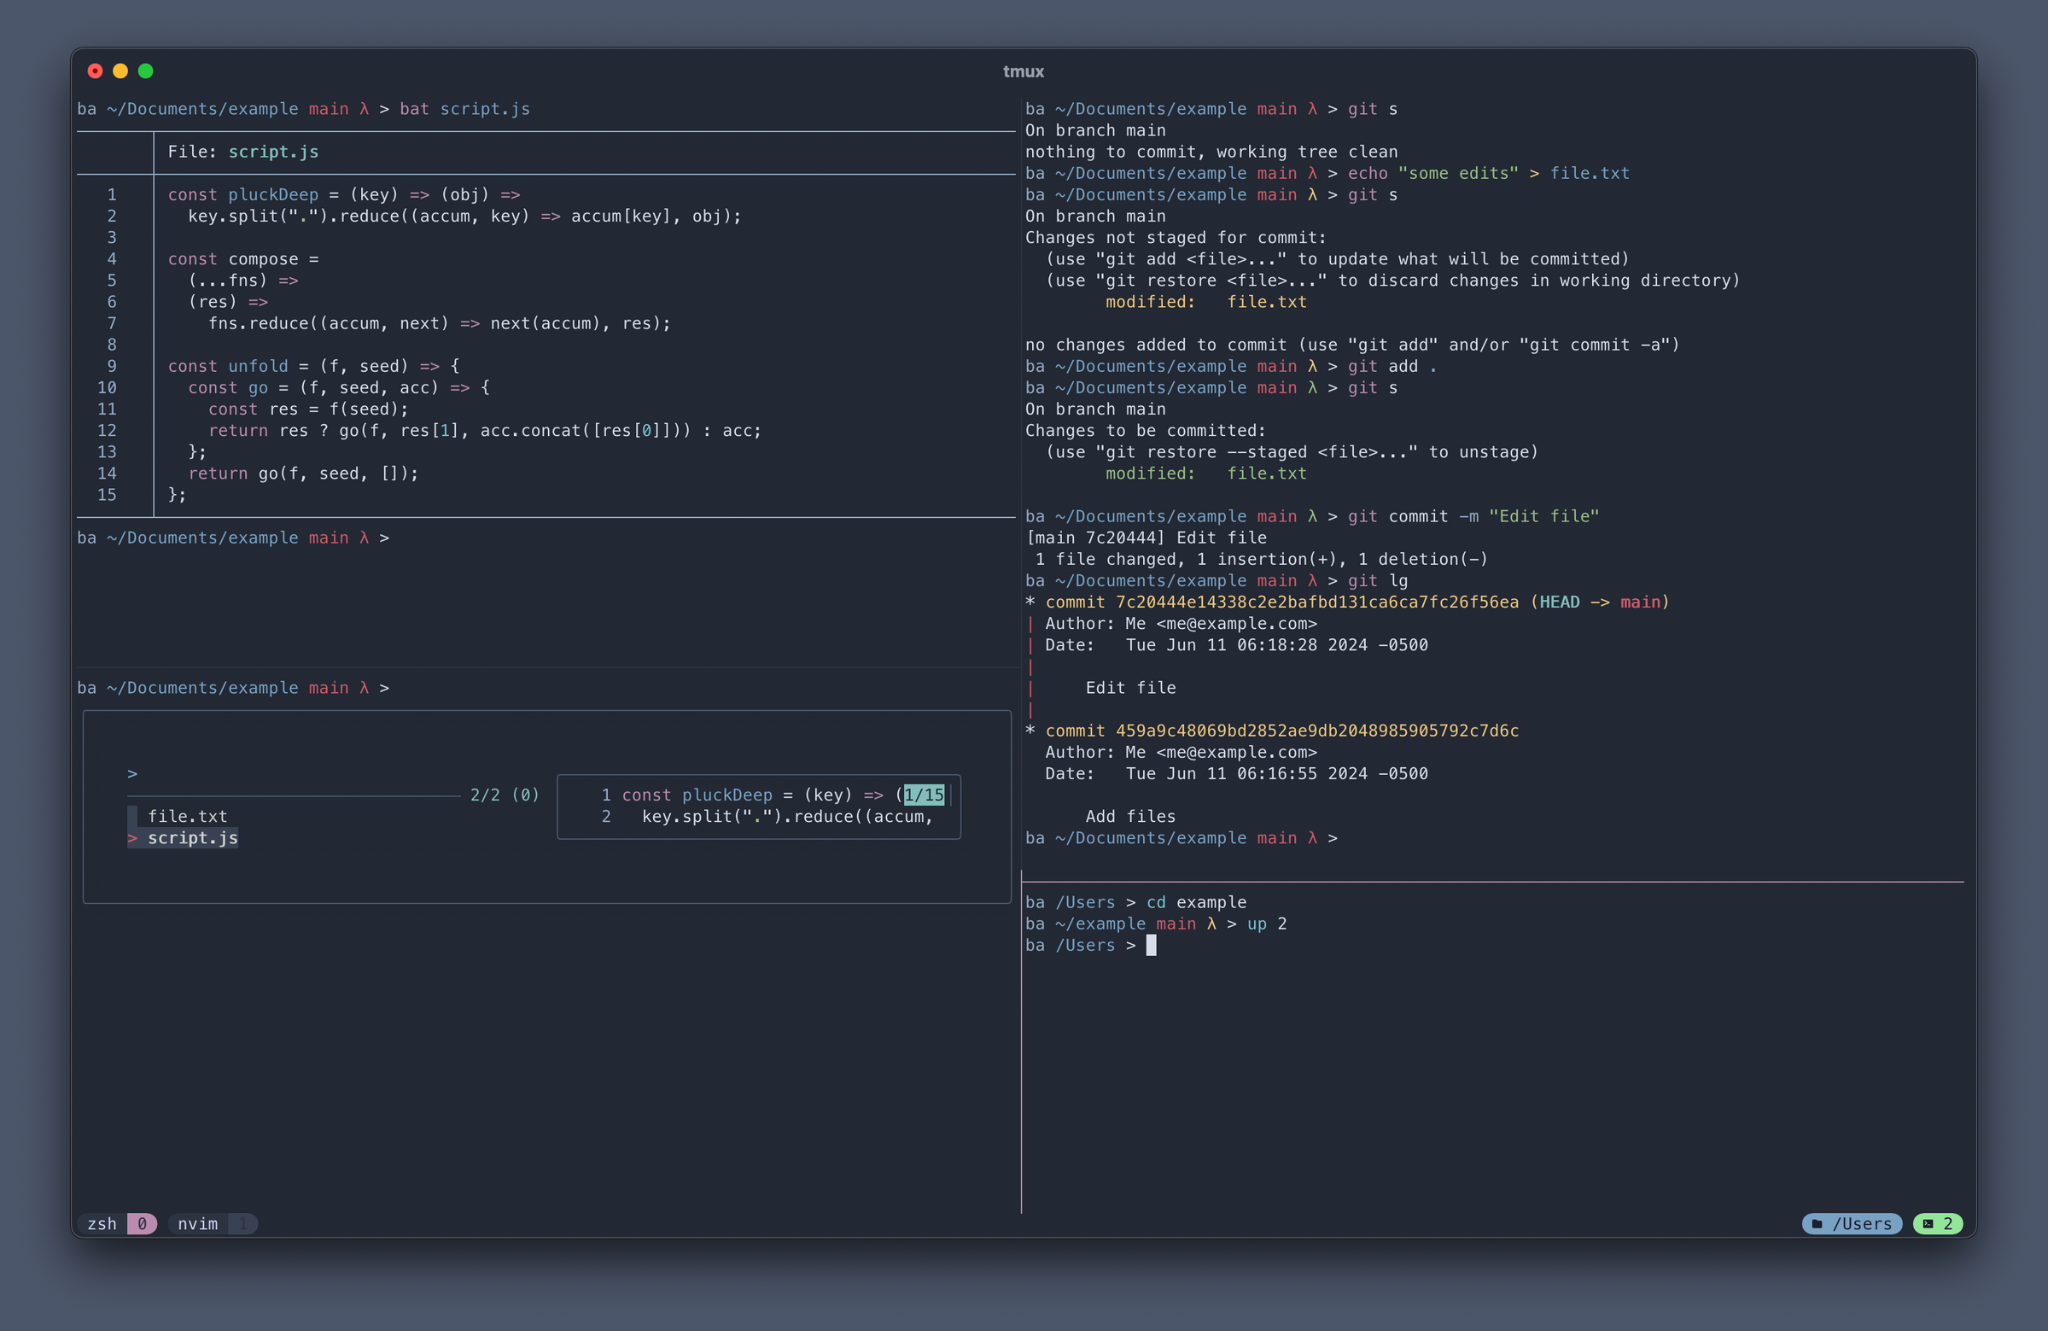 tmux
ba ~/Documents/example main λ > bat script.js
File: script.js
1 const pluckDeep = (key) => (obj) =>
2 key.split(".").reduce((accum, key) => accum[key], obj);
3
4 const compose =
5 (...fns) =>
6 (res) =>
7 fns.reduce((accum, next) => next(accum), res);
8
9 const unfold = (f, seed) => {
10 const go = (f, seed, acc) => {
11 const res = f(seed);
12 return res ? go(f, res[1], acc.concat([res[0]])) : acc;
13 };
14 return go(f, seed, []);
15 };
ba ~/Documents/example main λ >
ba ~/Documents/example main λ >
>
2/2 (0)
file.txt
> script.js
1 const pluckDeep = (key) => (1/15
2 key.split(".").reduce((accum,
ba ~/Documents/example main λ > git s
On branch main
nothing to commit, working tree clean
ba ~/Documents/example main λ > echo "some edits" > file.txt
ba ~/Documents/example main λ > git s
On branch main
Changes not staged for commit:
(use "git add <file>..." to update what will be committed)
(use "git restore <file>..." to discard changes in working directory)
modified: file.txt
no changes added to commit (use "git add" and/or "git commit -a")
ba ~/Documents/example main λ > git add .
ba ~/Documents/example main λ > git s
On branch main
Changes to be committed:
(use "git restore --staged <file>..." to unstage)
modified: file.txt
ba ~/Documents/example main λ > git commit -m "Edit file"
[main 7c20444] Edit file
1 file changed, 1 insertion(+), 1 deletion(-)
ba ~/Documents/example main λ > git lg
* commit 7c20444e14338c2e2bafbd131ca6ca7fc26f56ea (HEAD -> main)
| Author: Me <me@example.com>
| Date: Tue Jun 11 06:18:28 2024 -0500
|
| Edit file
|
* commit 459a9c48069bd2852ae9db2048985905792c7d6c
Author: Me <me@example.com>
Date: Tue Jun 11 06:16:55 2024 -0500
Add files
ba ~/Documents/example main λ >
ba /Users > cd example
ba ~/example main λ > up 2
ba /Users >
zsh 0 nvim 1
/Users 2